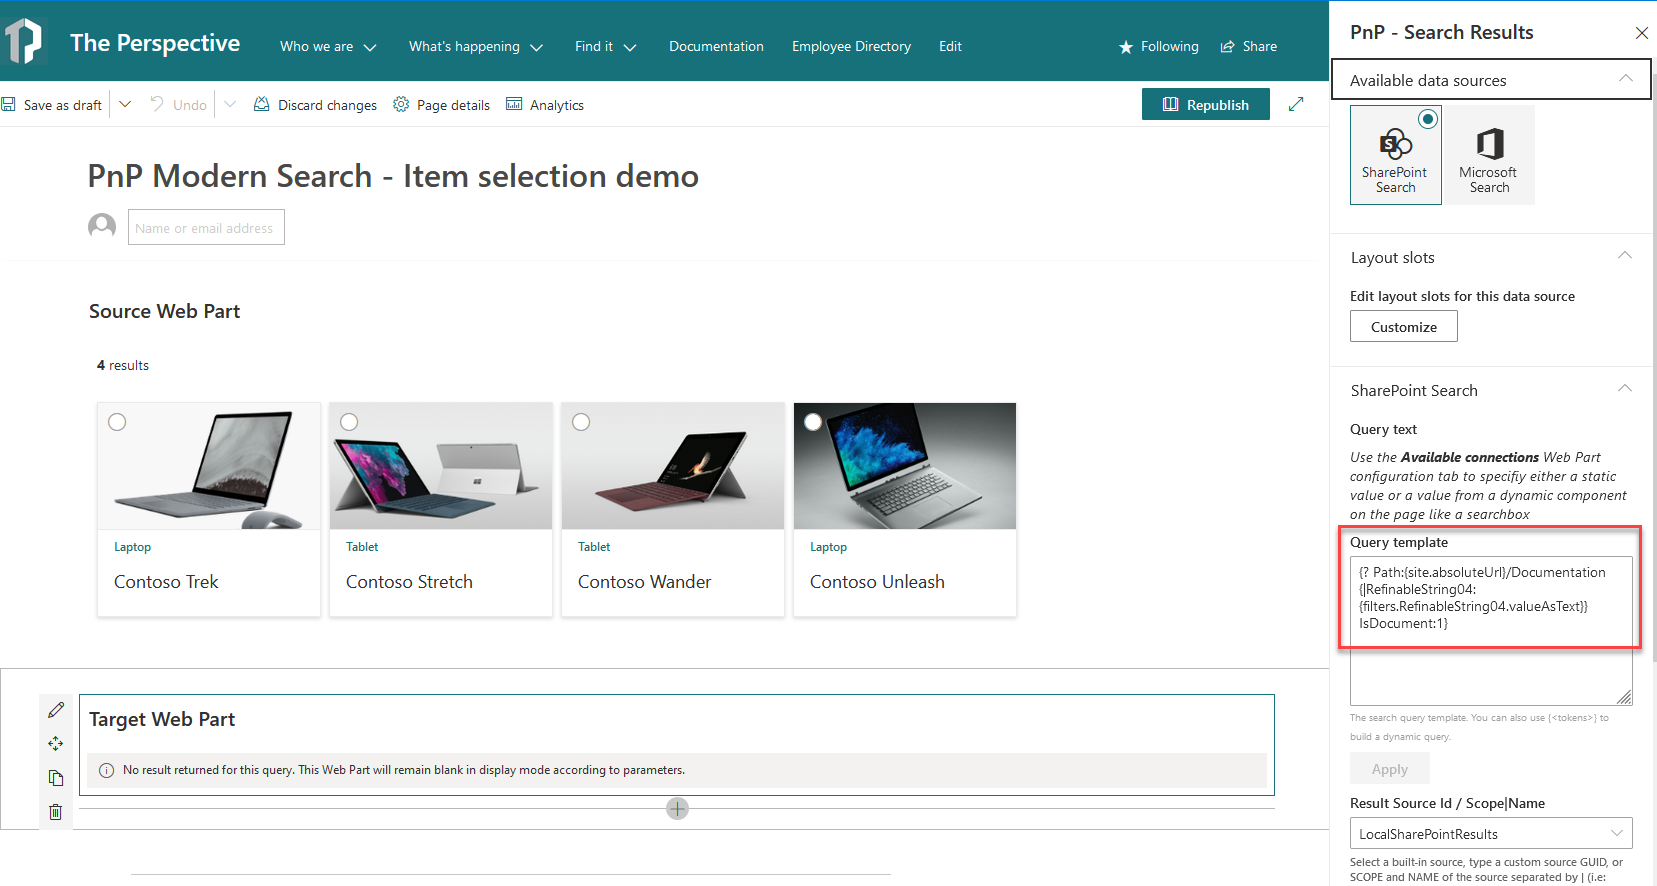 The Perspective
Who we are
What's happening
Find it
Documentation
Employee Directory
Edit
Following
Share
Save as draft
Undo
Discard changes
Page details
Analytics
Republish
PnP Modern Search - Item selection demo
Name or email address
Source Web Part
4 results
Laptop
Contoso Trek
Tablet
Contoso Stretch
Tablet
Contoso Wander
Laptop
Contoso Unleash
Target Web Part
No result returned for this query. This Web Part will remain blank in display mode according to parameters.
PnP - Search Results
Available data sources
SharePoint
Search
Microsoft
Search
Layout slots
Edit layout slots for this data source
Customize
SharePoint Search
Query text
Use the Available connections Web Part
configuration tab to specifiy either a static
value or a value from a dynamic component
on the page like a searchbox
Query template
{? Path:{site.absoluteUrl}/Documentation
{|RefinableString04:
{filters.RefinableString04.valueAsText}}
IsDocument:1}
The search query template. You can also use {<tokens>} to
build a dynamic query.
Apply
Result Source Id / Scope|Name
LocalSharePointResults
Select a built-in source, type a custom source GUID, or
SCOPE and NAME of the source separated by | (i.e: